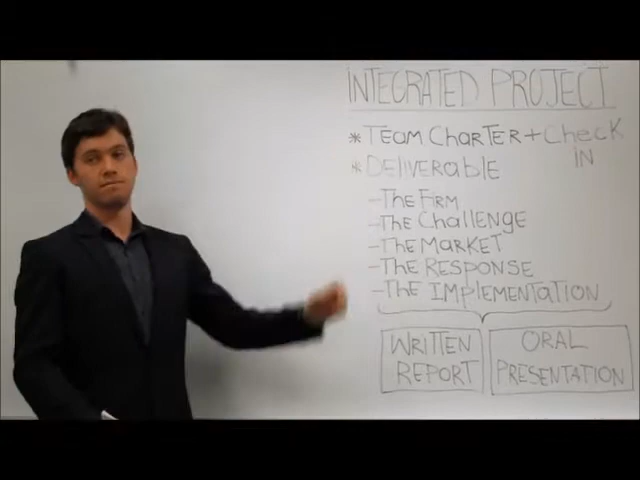 INTEGRATED PROJECT
* TEAM CHARTER + CHECK
IN
* DELIVERABLE
- THE FIRM
- THE CHALLENGE
- THE MARKET
- THE RESPONSE
- THE IMPLEMENTATION
WRITTEN
REPORT
ORAL
PRESENTATION